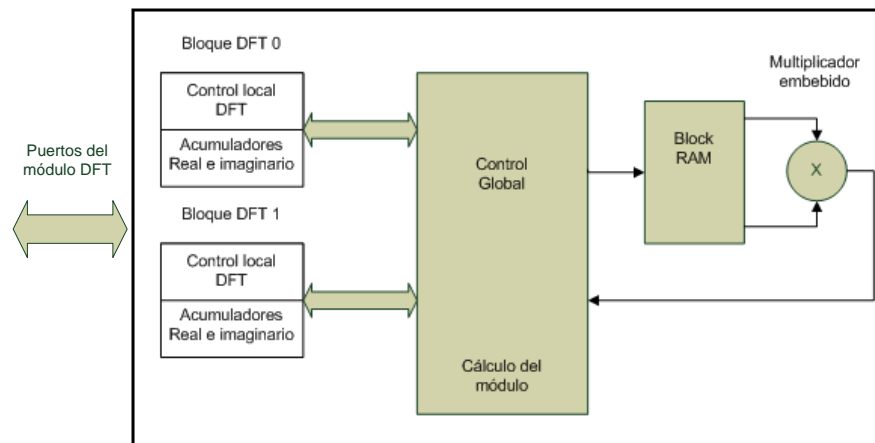 Bloque DFT 0
Control local
DFT
Acumuladores
Real e imaginario
Puertos del
módulo DFT
Bloque DFT 1
Control local
DFT
Acumuladores
Real e imaginario
Control
Global
Cálculo del
módulo
Block
RAM
Multiplicador
embebido
X